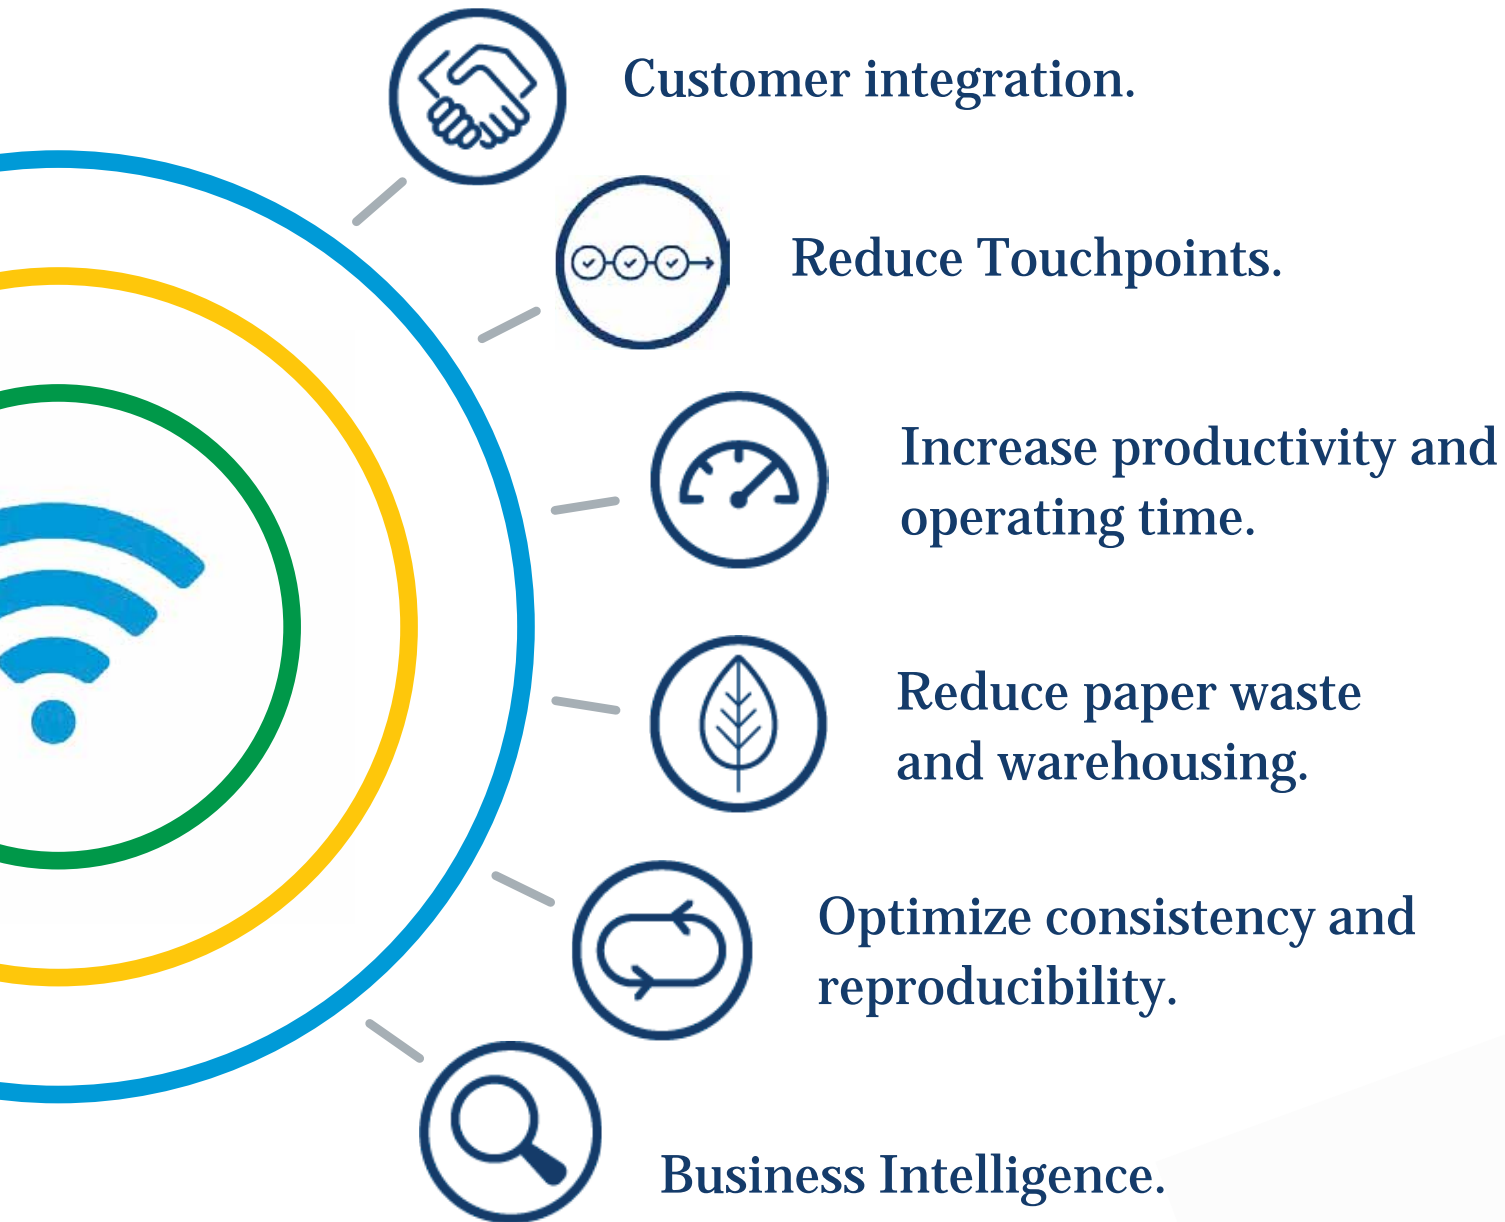 Customer integration.
Reduce Touchpoints.
Increase productivity and
operating time.
Reduce paper waste
and warehousing.
Optimize consistency and
reproducibility.
Business Intelligence.